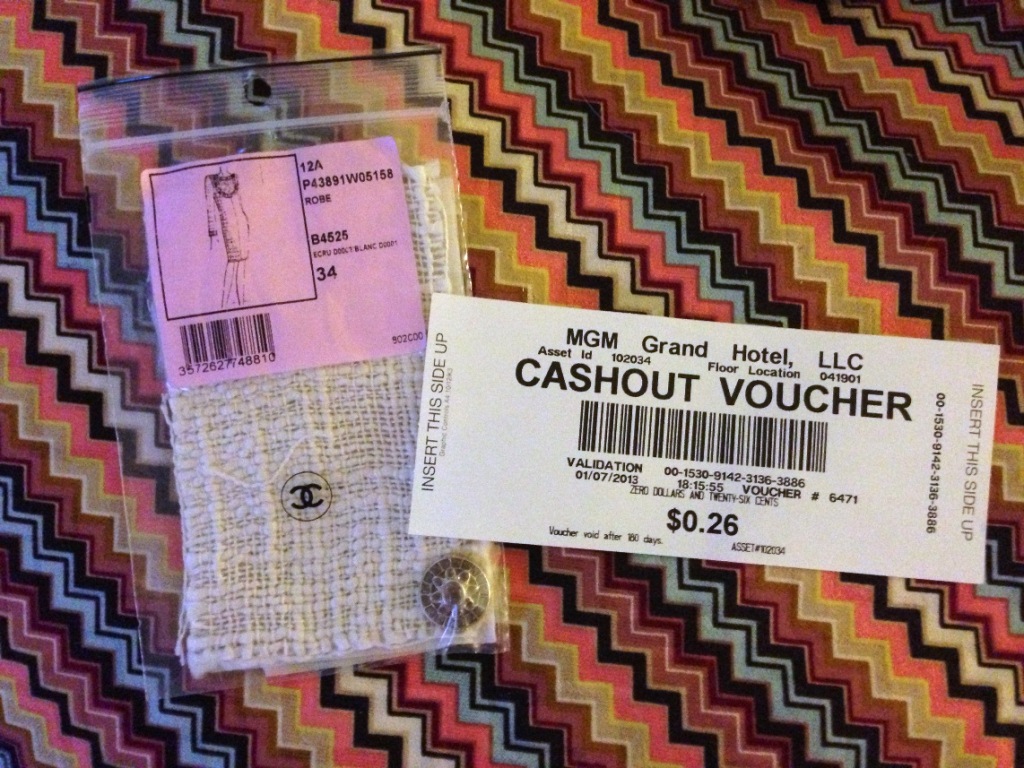 12A
P43891W05158
ROBE
B4525
ECRU D0007/BLANC D0001
34
802C00
3572627748810
INSERT THIS SIDE UP
MGM Grand Hotel, LLC
Asset Id 102034 Floor Location 041901
CASHOUT VOUCHER
VALIDATION 00-1530-9142-3136-3886
01/07/2013 18:15:55 VOUCHER # 6471
ZERO DOLLARS AND TWENTY-SIX CENTS
$0.26
Voucher void after 180 days.
ASSET#102034
00-1530-9142-3136-3886
INSERT THIS SIDE UP